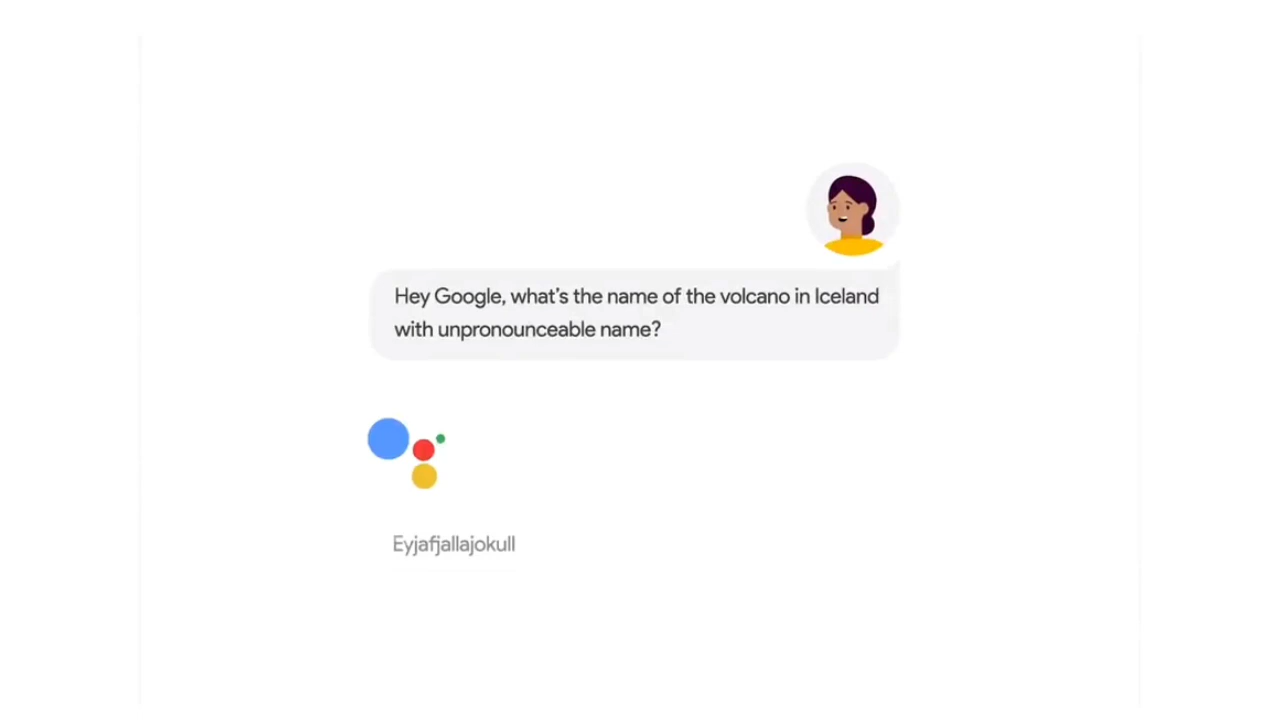 Hey Google, what's the name of the volcano in Iceland
with unpronounceable name?
Eyjafjallajokull